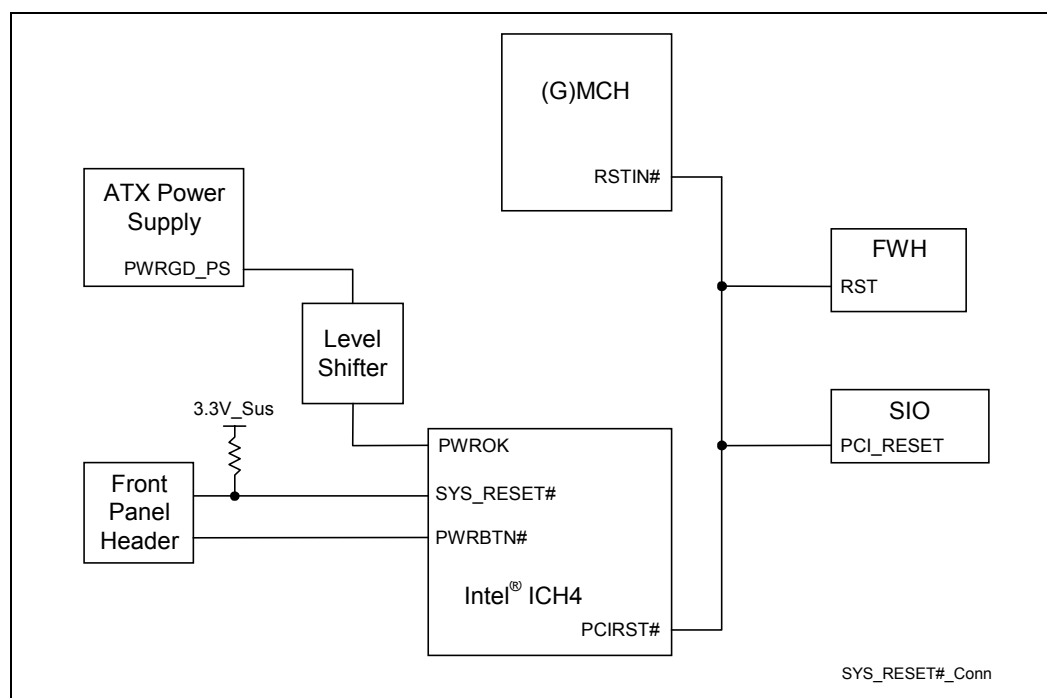 (G)MCH
RSTIN#
ATX Power
Supply
PWRGD_PS
FWH
RST
Level
Shifter
3.3V_Sus
SIO
PCI_RESET
PWROK
SYS_RESET#
PWRBTN#
Front
Panel
Header
Intel® ICH4
PCIRST#
SYS_RESET#_Conn